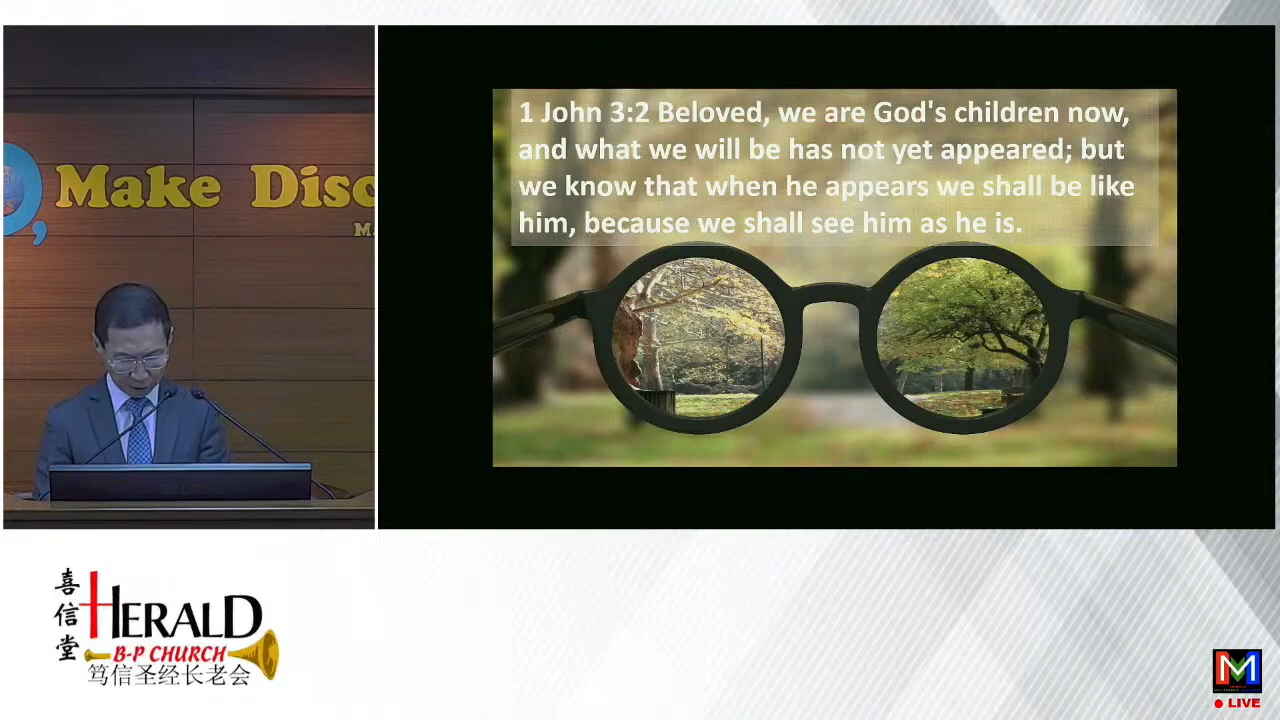 Make Disc
M
1 John 3:2 Beloved, we are God's children now,
and what we will be has not yet appeared; but
we know that when he appears we shall be like
him, because we shall see him as he is.
喜信堂
HERALD
B-P CHURCH
笃信圣经长老会
M
LIVE